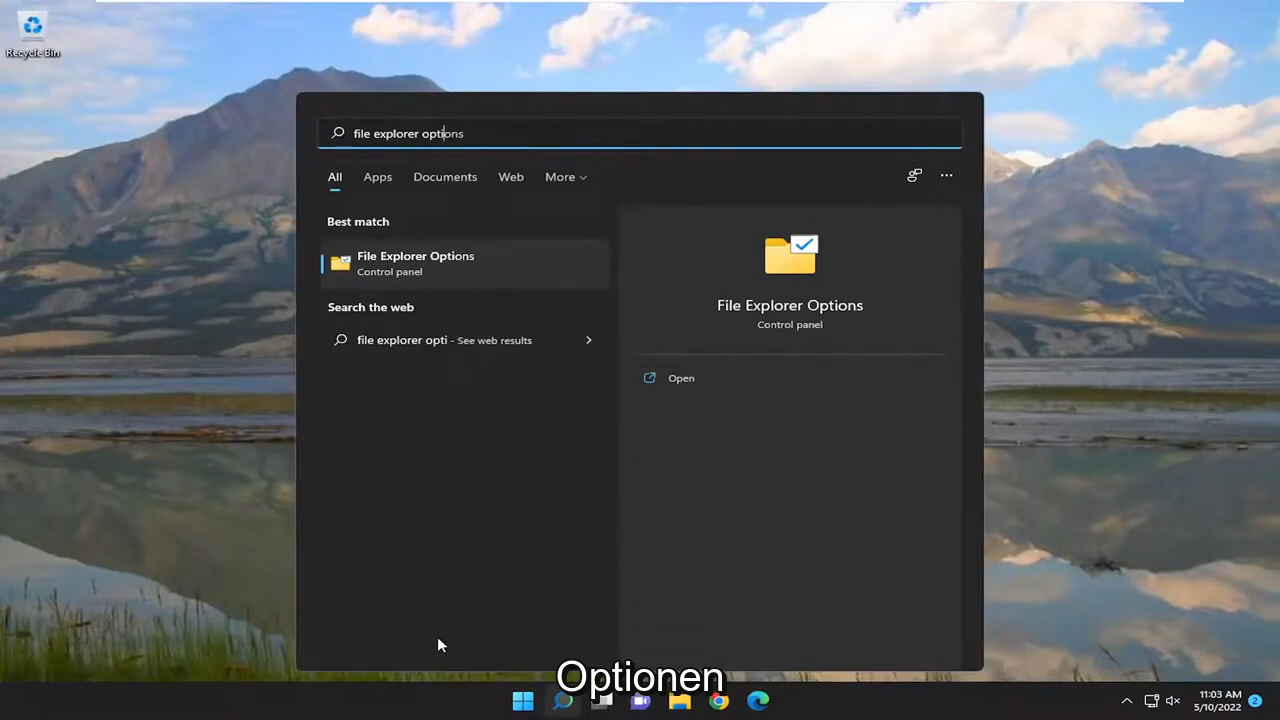 Recycle Bin
file explorer options
All Apps Documents Web More
Best match
File Explorer Options
Control panel
Search the web
file explorer opti - See web results
File Explorer Options
Control panel
Open
Optionen
11:03 AM
5/10/2022
2